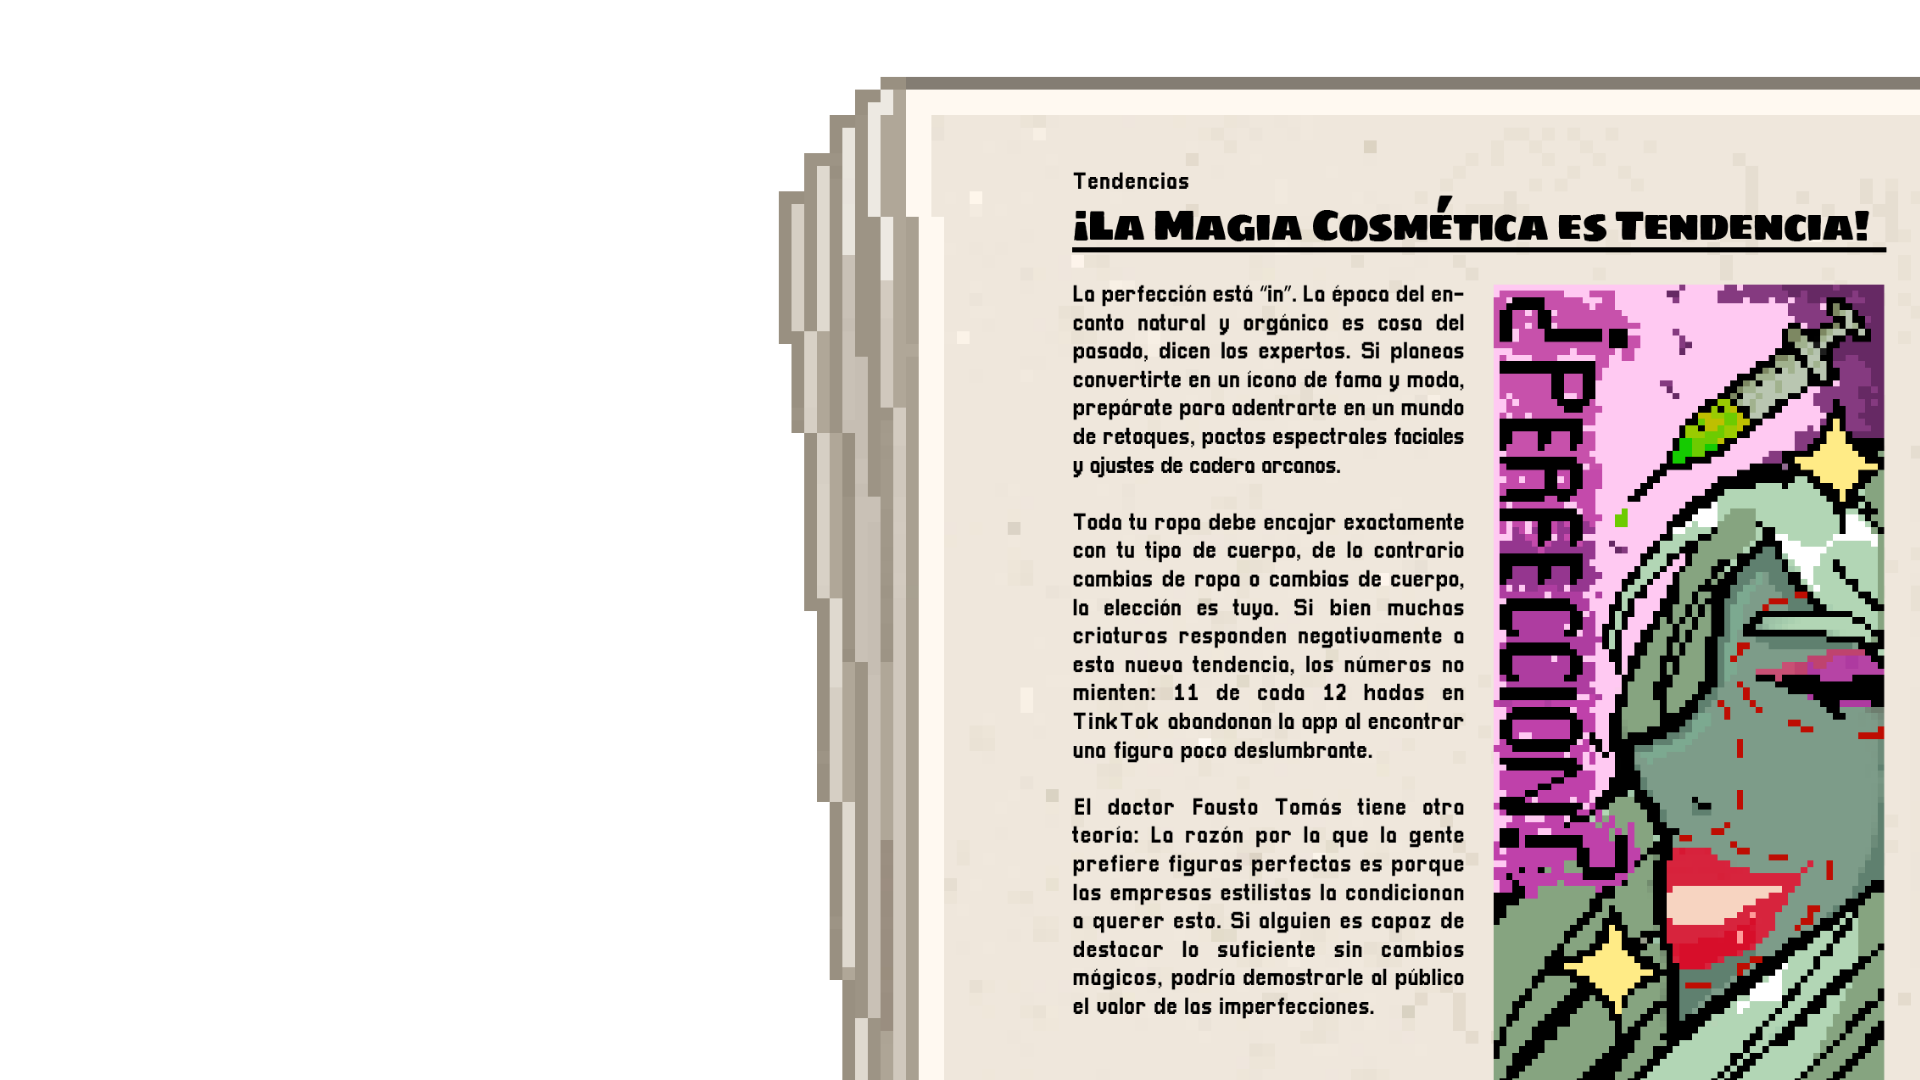 Tendencias
¡La Magia Cosmética es Tendencia!
La perfección está "in". La época del en-
canto natural y orgánico es cosa del
pasado, dicen los expertos. Si planeas
convertirte en un ícono de fama y moda,
prepárate para adentrarte en un mundo
de retoques, pactos espectrales faciales
y ajustes de cadera arcanos.
Toda tu ropa debe encajar exactamente
con tu tipo de cuerpo, de lo contrario
cambias de ropa o cambias de cuerpo,
la elección es tuya. Si bien muchas
criaturas responden negativamente a
esta nueva tendencia, los números no
mienten: 11 de cada 12 hadas en
TinkTok abandonan la app al encontrar
una figura poco deslumbrante.
El doctor Fausto Tomás tiene otra
teoría: La razón por la que la gente
prefiere figuras perfectas es porque
las empresas estilistas la condicionan
a querer esto. Si alguien es capaz de
destacar lo suficiente sin cambios
mágicos, podría demostrarle al público
el valor de las imperfecciones.
¿PERFECCION?